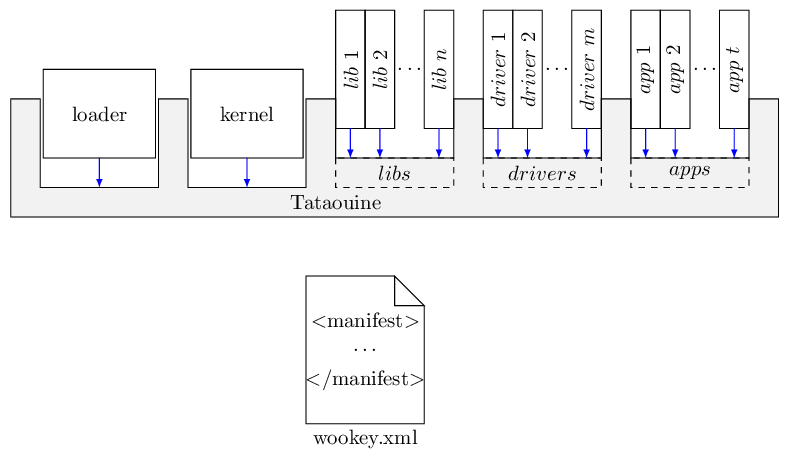 loader
kernel
lib 1
lib 2
...
lib n
driver 1
driver 2
...
driver m
app 1
app 2
...
app t
libs
drivers
apps
Tataouine
<manifest>
...
</manifest>
wookey.xml